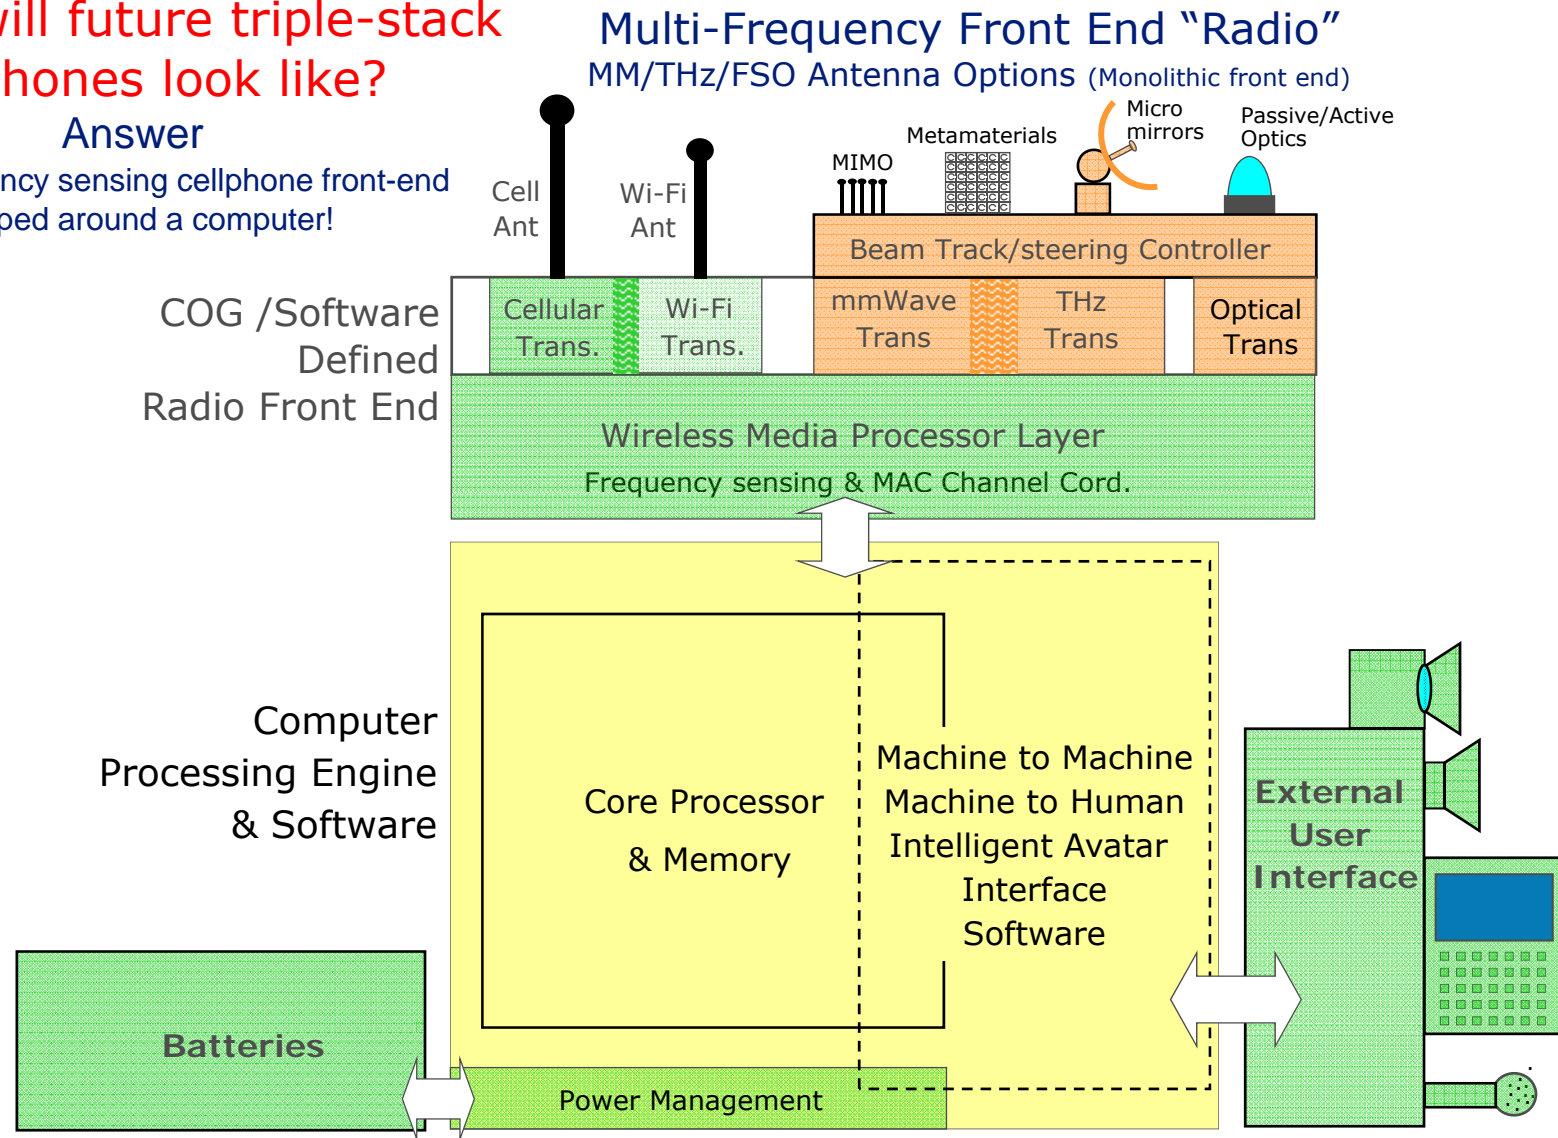 will future triple-stack
hones look like?
Answer
ncy sensing cellphone front-end
ped around a computer!
Multi-Frequency Front End “Radio”
MM/THz/FSO Antenna Options (Monolithic front end)
Cell
Ant
Wi-Fi
Ant
MIMO
Metamaterials
Micro
mirrors
Passive/Active
Optics
Beam Track/steering Controller
COG /Software
Defined
Radio Front End
Cellular
Trans.
Wi-Fi
Trans.
mmWave
Trans
THz
Trans
Optical
Trans
Wireless Media Processor Layer
Frequency sensing & MAC Channel Cord.
Computer
Processing Engine
& Software
Core Processor
& Memory
Machine to Machine
Machine to Human
Intelligent Avatar
Interface
Software
External
User
Interface
Batteries
Power Management